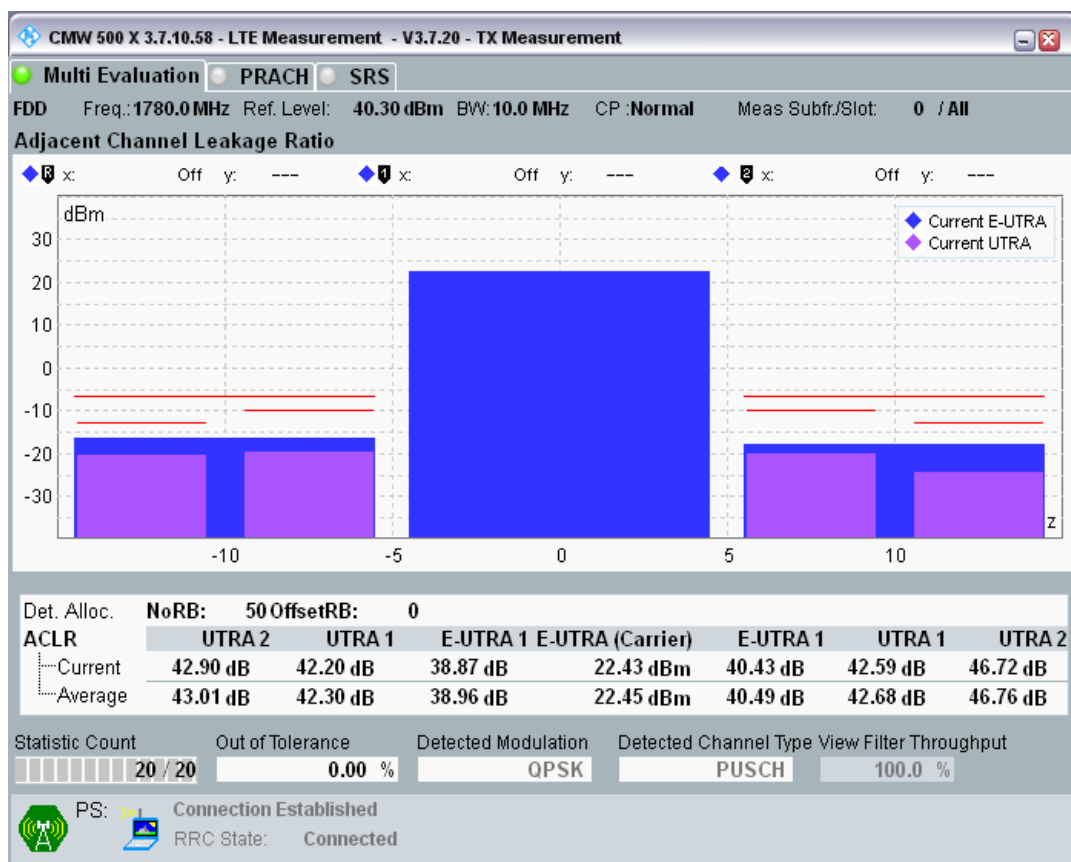 CMW 500 X 3.7.10.58 - LTE Measurement - V3.7.20 - TX Measurement
Multi Evaluation PRACH SRS
FDD Freq.: 1780.0 MHz Ref. Level: 40.30 dBm BW: 10.0 MHz CP : Normal Meas Subfr./Slot: 0 / All
Adjacent Channel Leakage Ratio
R x: Off y: --- 1 x: Off y: --- 2 x: Off y: ---
dBm
Current E-UTRA
Current UTRA
30
20
10
0
-10
-20
-30
z
-10 -5 0 5 10
Det. Alloc. NoRB: 50 OffsetRB: 0
ACLR UTRA 2 UTRA 1 E-UTRA 1 E-UTRA (Carrier) E-UTRA 1 UTRA 1 UTRA 2
Current 42.90 dB 42.20 dB 38.87 dB 22.43 dBm 40.43 dB 42.59 dB 46.72 dB
Average 43.01 dB 42.30 dB 38.96 dB 22.45 dBm 40.49 dB 42.68 dB 46.76 dB
Statistic Count Out of Tolerance Detected Modulation Detected Channel Type View Filter Throughput
20 / 20 0.00 % QPSK PUSCH 100.0 %
PS: Connection Established
RRC State: Connected